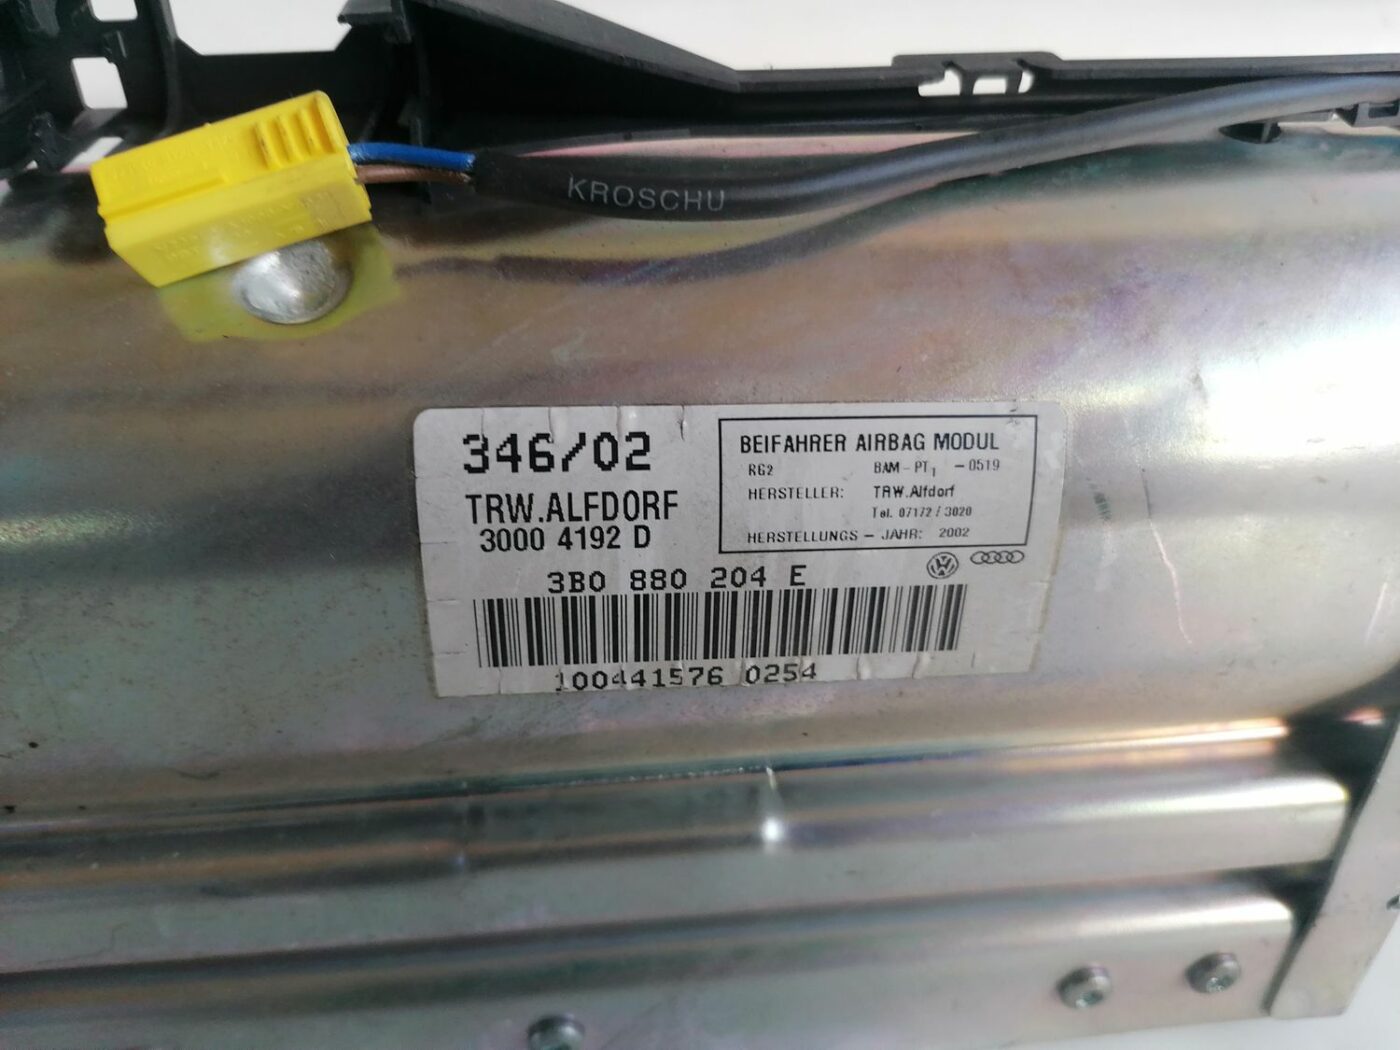 KROSCHU
346/02
TRW.ALFDORF
3000 4192 D
BEIFAHRER AIRBAG MODUL
RG2 BAM-PT1 -0519
HERSTELLER: TRW.Alfdorf
Tel. 07172/3020
HERSTELLUNGS - JAHR: 2002
3B0 880 204 E
100441576 0254